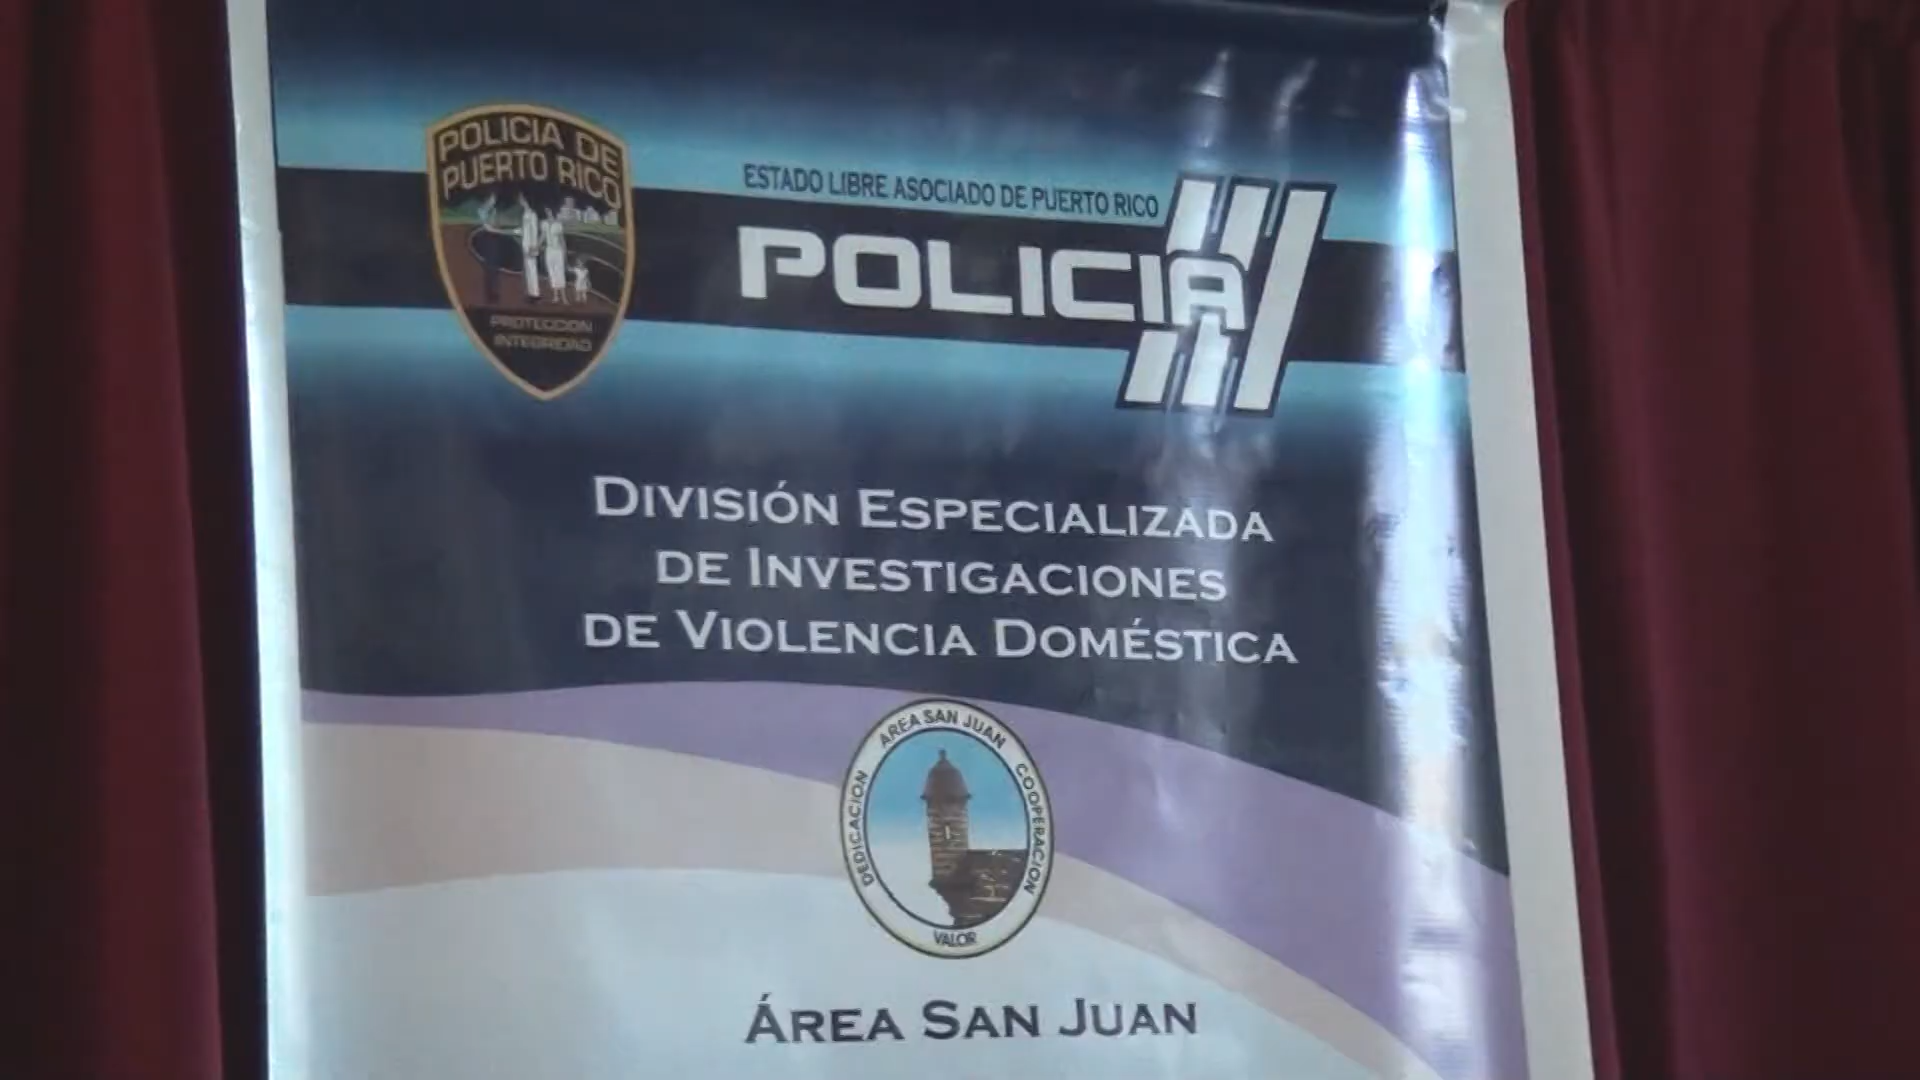 POLICIA DE
PUERTO RICO
PROTECCION
INTEGRIDAD
ESTADO LIBRE ASOCIADO DE PUERTO RICO
POLICIA
DIVISIÓN ESPECIALIZADA
DE INVESTIGACIONES
DE VIOLENCIA DOMÉSTICA
AREA SAN JUAN
DEDICACION
COOPERACION
VALOR
ÁREA SAN JUAN